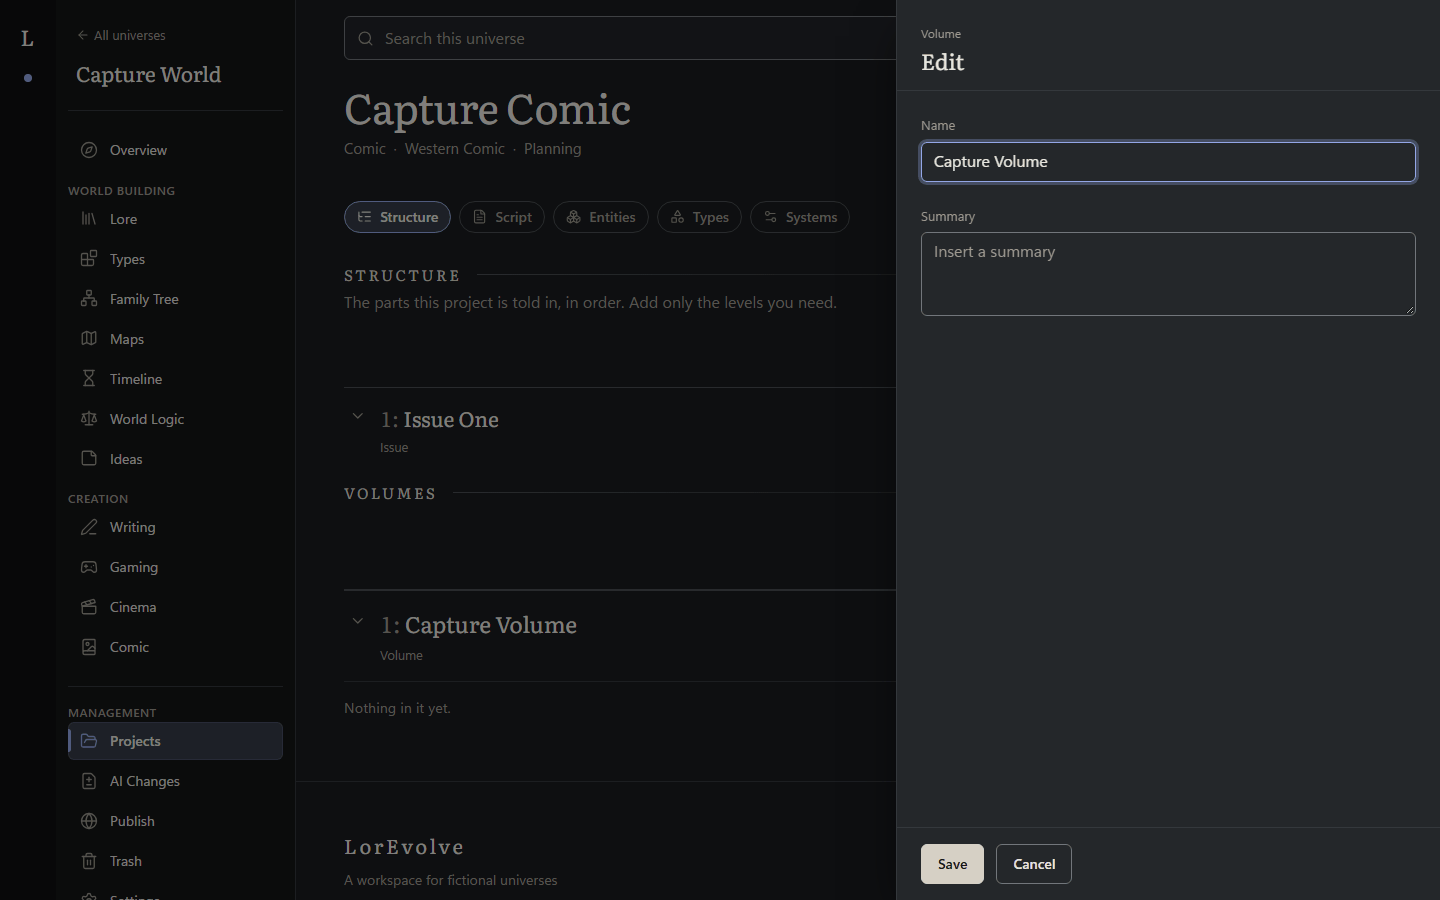 L
All universes
Capture World
Overview
WORLD BUILDING
Lore
Types
Family Tree
Maps
Timeline
World Logic
Ideas
CREATION
Writing
Gaming
Cinema
Comic
MANAGEMENT
Projects
AI Changes
Publish
Trash
Settings
Search this universe
Capture Comic
Comic · Western Comic · Planning
Structure Script Entities Types Systems
STRUCTURE
The parts this project is told in, in order. Add only the levels you need.
1: Issue One
Issue
VOLUMES
1: Capture Volume
Volume
Nothing in it yet.
LorEvolve
A workspace for fictional universes
Volume
Edit
Name
Capture Volume
Summary
Insert a summary
Save Cancel